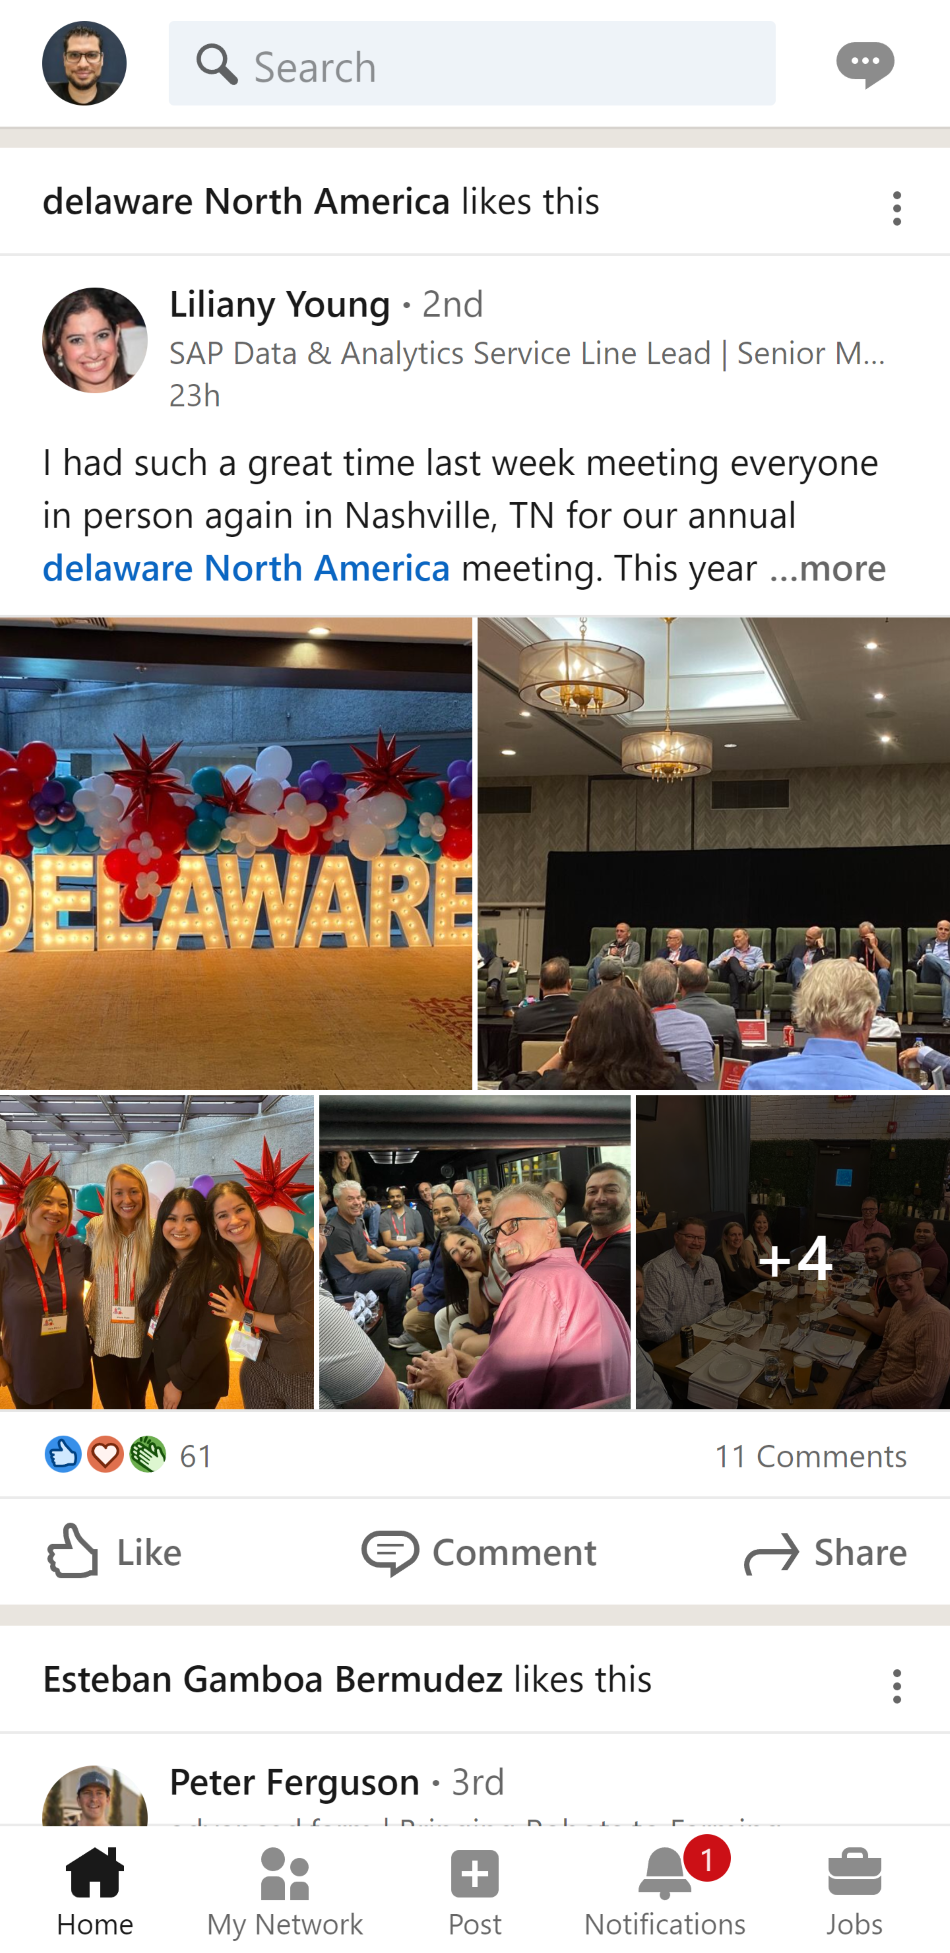 Search
delaware North America likes this
Liliany Young • 2nd
SAP Data & Analytics Service Line Lead | Senior M...
23h
I had such a great time last week meeting everyone
in person again in Nashville, TN for our annual
delaware North America meeting. This year ...more
DELAWARE
+4
61
11 Comments
Like
Comment
Share
Esteban Gamboa Bermudez likes this
Peter Ferguson • 3rd
1
Home
My Network
Post
Notifications
Jobs